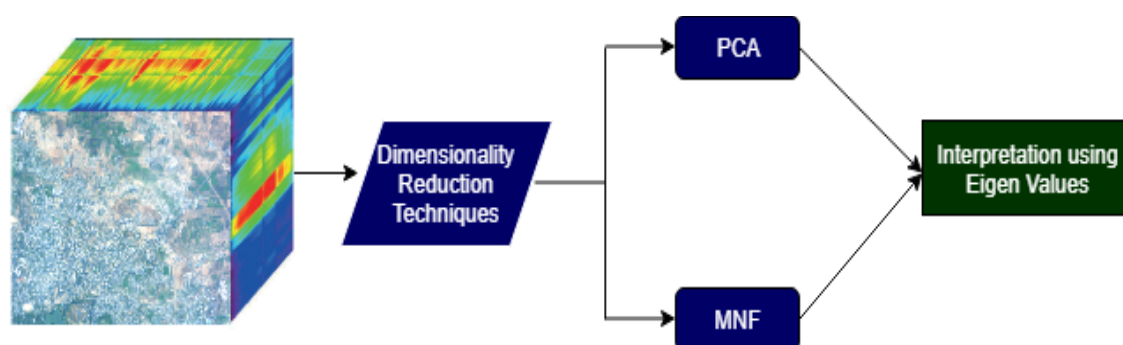 PCA
Dimensionality
Reduction
Techniques
Interpretation using
Eigen Values
MNF